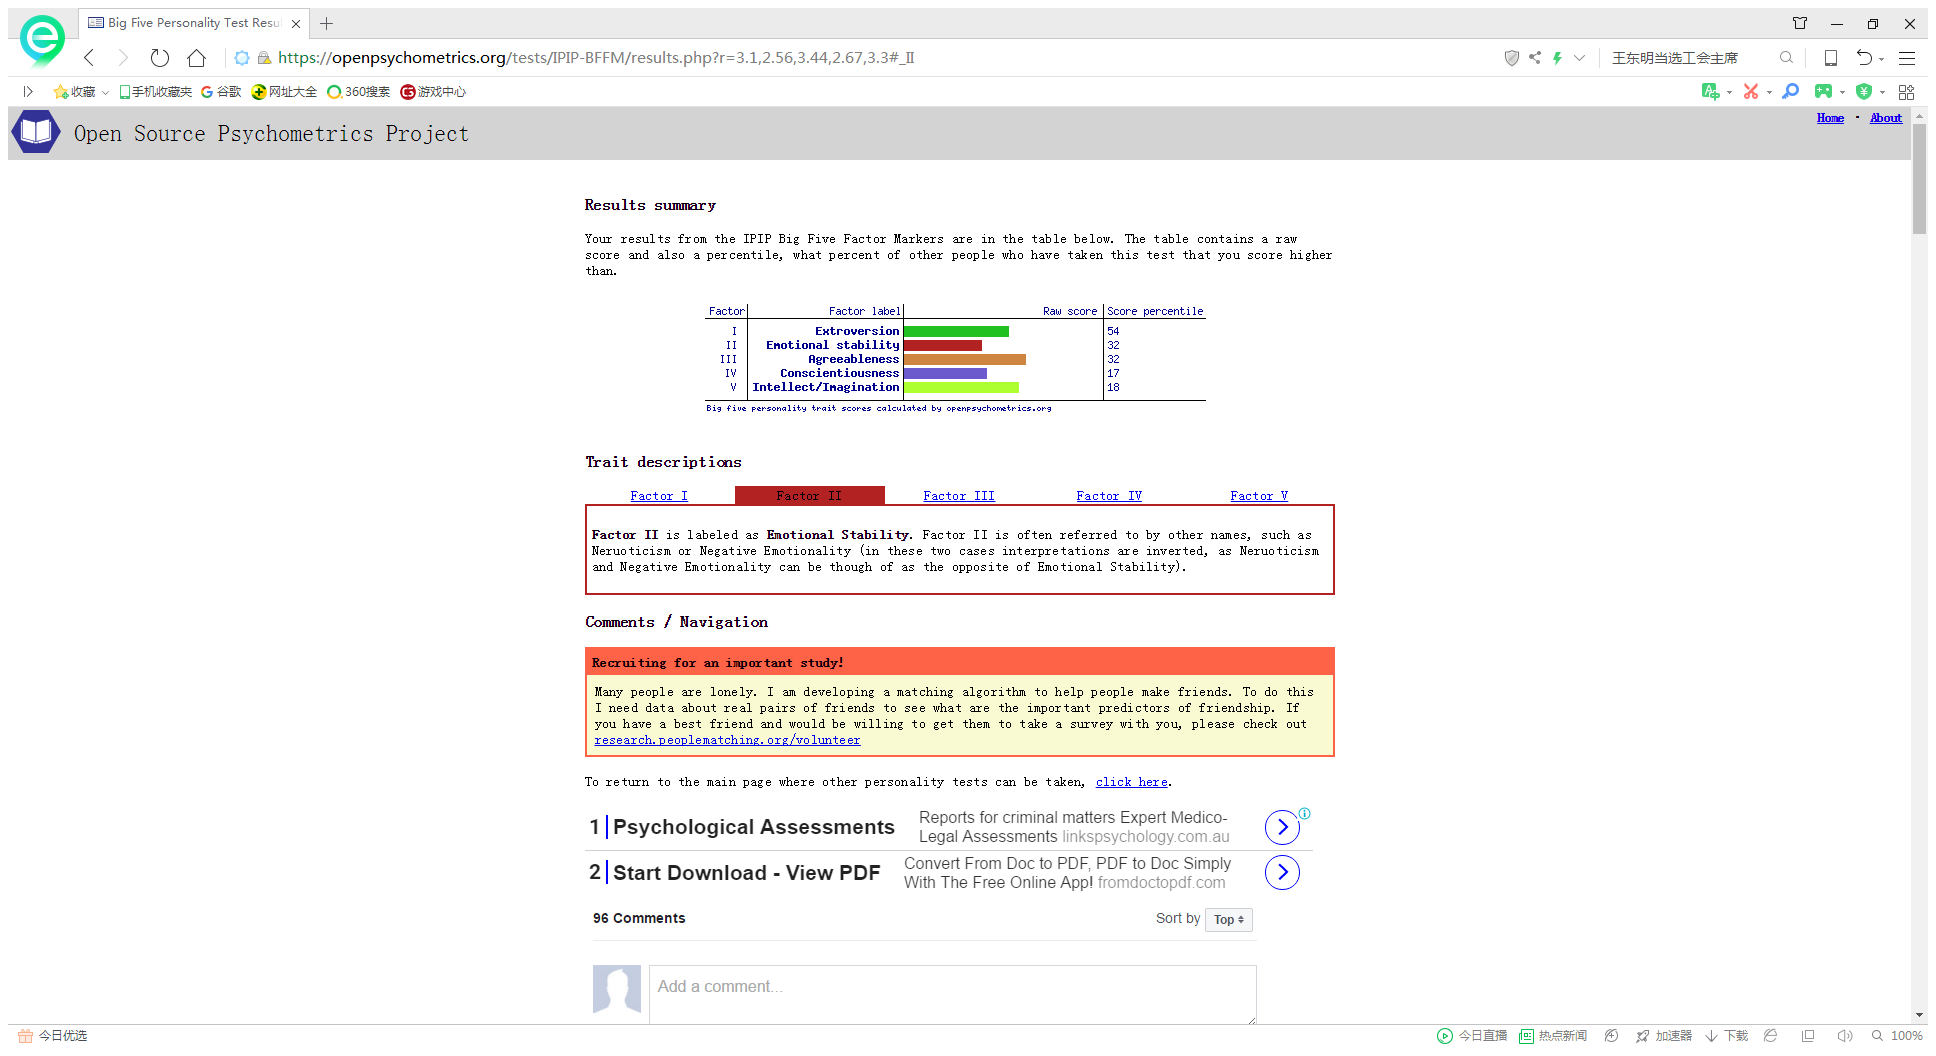 Big Five Personality Test Resu
https://openpsychometrics.org/tests/IPIP-BFFM/results.php?r=3.1,2.56,3.44,2.67,3.3#_II
王东明当选工会主席
收藏 手机收藏夹 谷歌 网址大全 360搜索 游戏中心
Open Source Psychometrics Project
Home · About
Results summary
Your results from the IPIP Big Five Factor Markers are in the table below. The table contains a raw
score and also a percentile, what percent of other people who have taken this test that you score higher
than.
Factor Factor label Raw score Score percentile
I Extroversion 54
II Emotional stability 32
III Agreeableness 32
IV Conscientiousness 17
V Intellect/Imagination 18
Big five personality trait scores calculated by openpsychometrics.org
Trait descriptions
Factor I Factor II Factor III Factor IV Factor V
Factor II is labeled as Emotional Stability. Factor II is often referred to by other names, such as
Neruoticism or Negative Emotionality (in these two cases interpretations are inverted, as Neruoticism
and Negative Emotionality can be though of as the opposite of Emotional Stability).
Comments / Navigation
Recruiting for an important study!
Many people are lonely. I am developing a matching algorithm to help people make friends. To do this
I need data about real pairs of friends to see what are the important predictors of friendship. If
you have a best friend and would be willing to get them to take a survey with you, please check out
research.peoplematching.org/volunteer
To return to the main page where other personality tests can be taken, click here.
1 Psychological Assessments
Reports for criminal matters Expert Medico-
Legal Assessments linkspsychology.com.au
2 Start Download - View PDF
Convert From Doc to PDF, PDF to Doc Simply
With The Free Online App! fromdoctopdf.com
96 Comments Sort by Top
Add a comment...
今日优选 今日直播 热点新闻 加速器 下载 100%